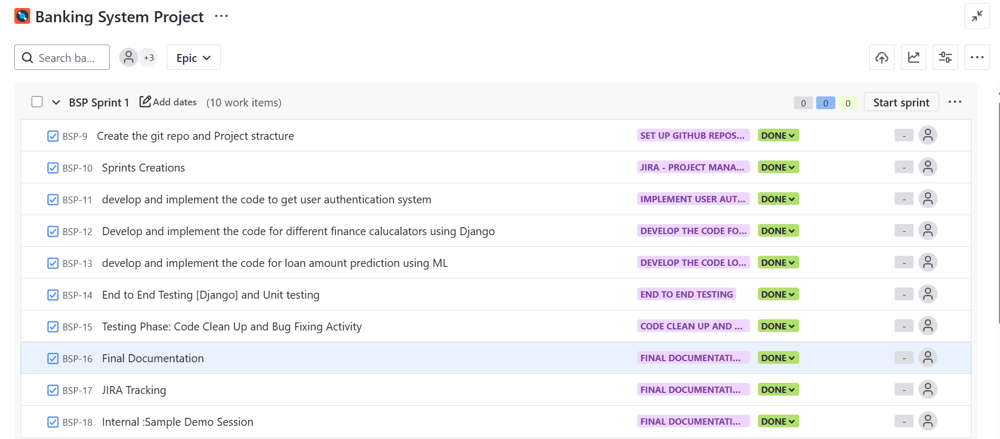 Banking System Project ...
Search ba... +3 Epic
BSP Sprint 1 Add dates (10 work items) 0 0 0 Start sprint ...
BSP-9 Create the git repo and Project stracture SET UP GITHUB REPOS... DONE -
BSP-10 Sprints Creations JIRA - PROJECT MANA... DONE -
BSP-11 develop and implement the code to get user authentication system IMPLEMENT USER AUT... DONE -
BSP-12 Develop and implement the code for different finance calucalators using Django DEVELOP THE CODE FO... DONE -
BSP-13 develop and implement the code for loan amount prediction using ML DEVELOP THE CODE LO... DONE -
BSP-14 End to End Testing [Django] and Unit testing END TO END TESTING DONE -
BSP-15 Testing Phase: Code Clean Up and Bug Fixing Activity CODE CLEAN UP AND ... DONE -
BSP-16 Final Documentation FINAL DOCUMENTATI... DONE -
BSP-17 JIRA Tracking FINAL DOCUMENTATI... DONE -
BSP-18 Internal :Sample Demo Session FINAL DOCUMENTATI... DONE -